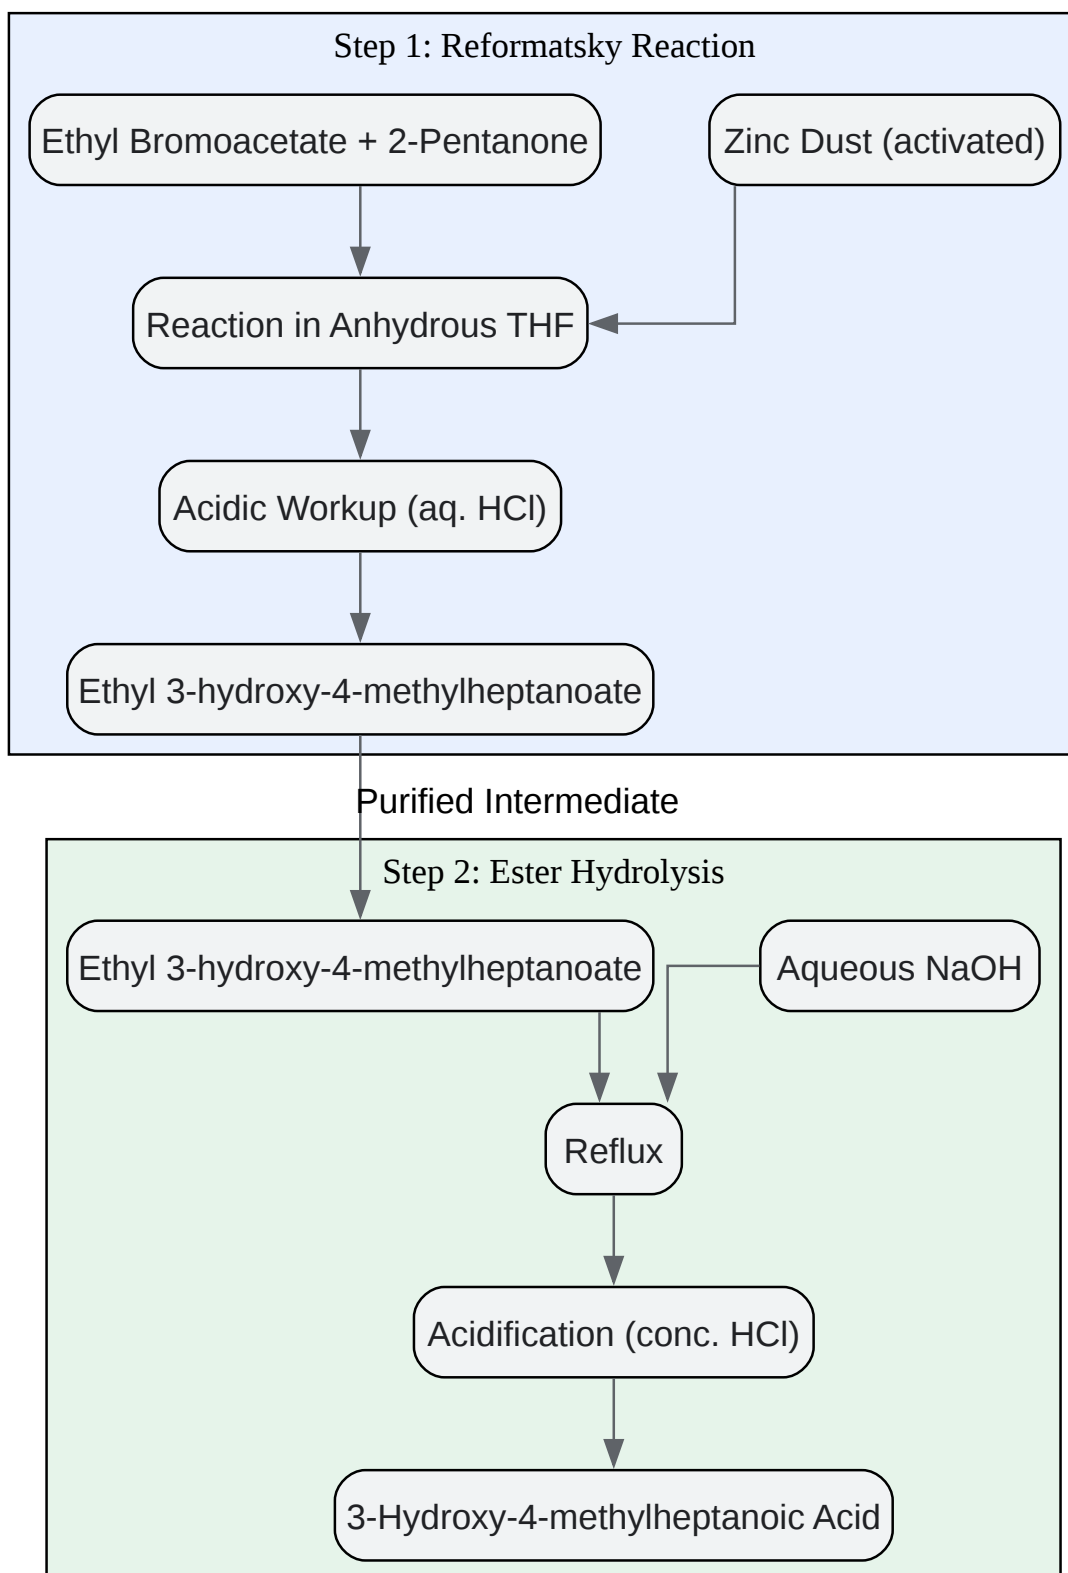 Step 1: Reformatsky Reaction
Ethyl Bromoacetate + 2-Pentanone
Zinc Dust (activated)
Reaction in Anhydrous THF
Acidic Workup (aq. HCl)
Ethyl 3-hydroxy-4-methylheptanoate
Purified Intermediate
Step 2: Ester Hydrolysis
Ethyl 3-hydroxy-4-methylheptanoate
Aqueous NaOH
Reflux
Acidification (conc. HCl)
3-Hydroxy-4-methylheptanoic Acid